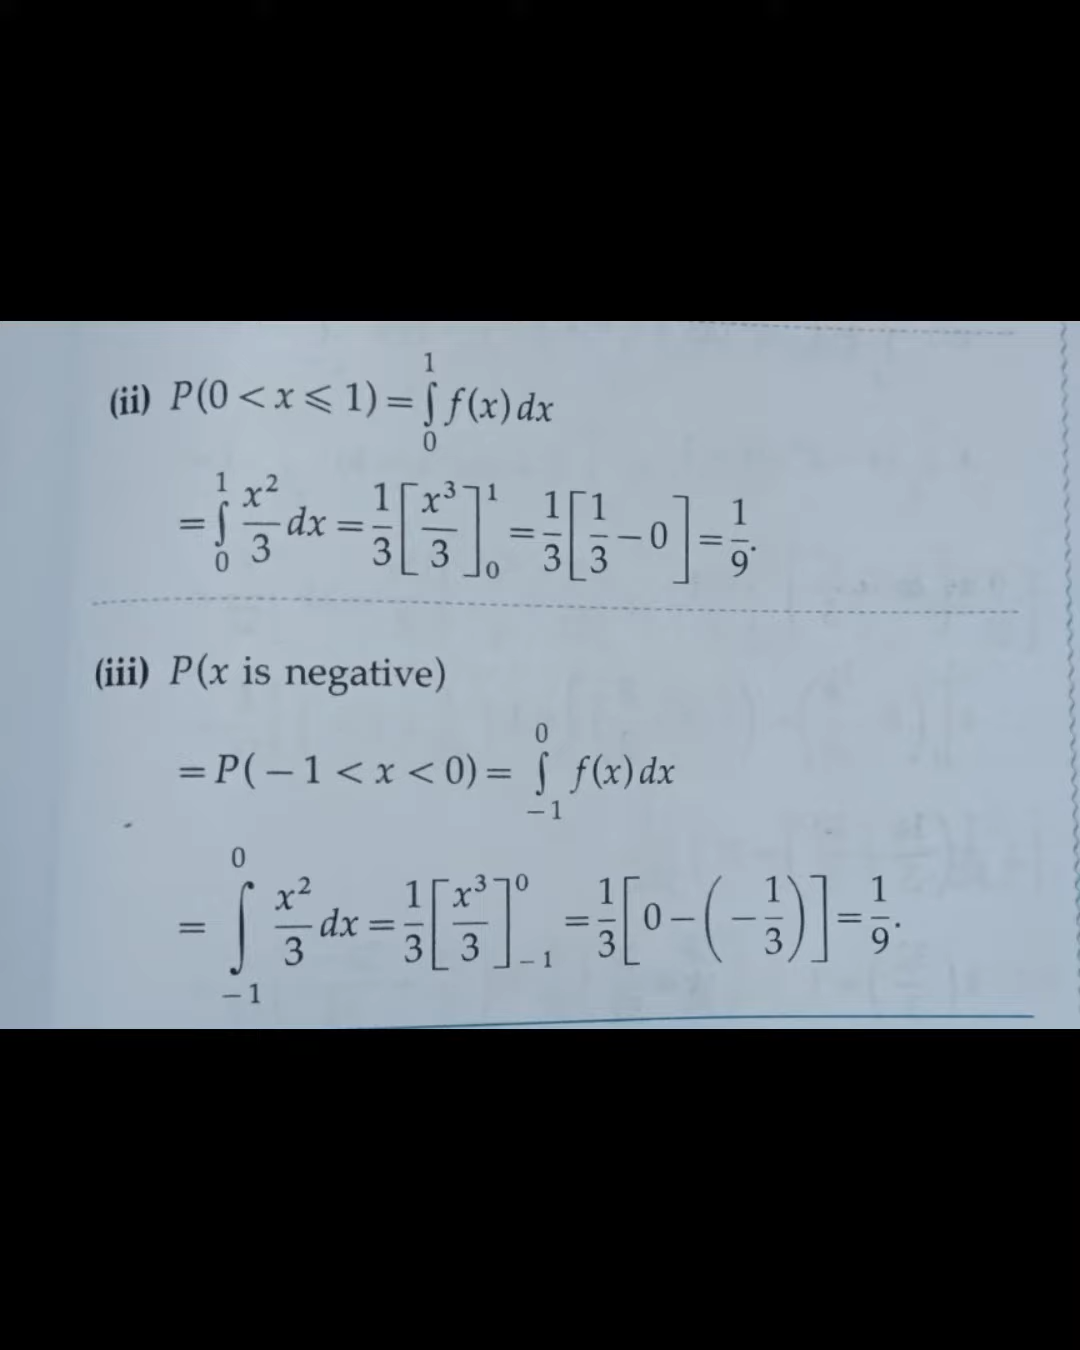 (ii) P(0 < x ⩽ 1) = ∫₀¹ f(x) dx
= ∫₀¹ x²/3 dx = 1/3 [x³/3]₀¹ = 1/3 [1/3 − 0] = 1/9.
(iii) P(x is negative)
= P(− 1 < x < 0) = ∫₋₁⁰ f(x) dx
= ∫₋₁⁰ x²/3 dx = 1/3 [x³/3]₋₁⁰ = 1/3 [0 − (− 1/3)] = 1/9.